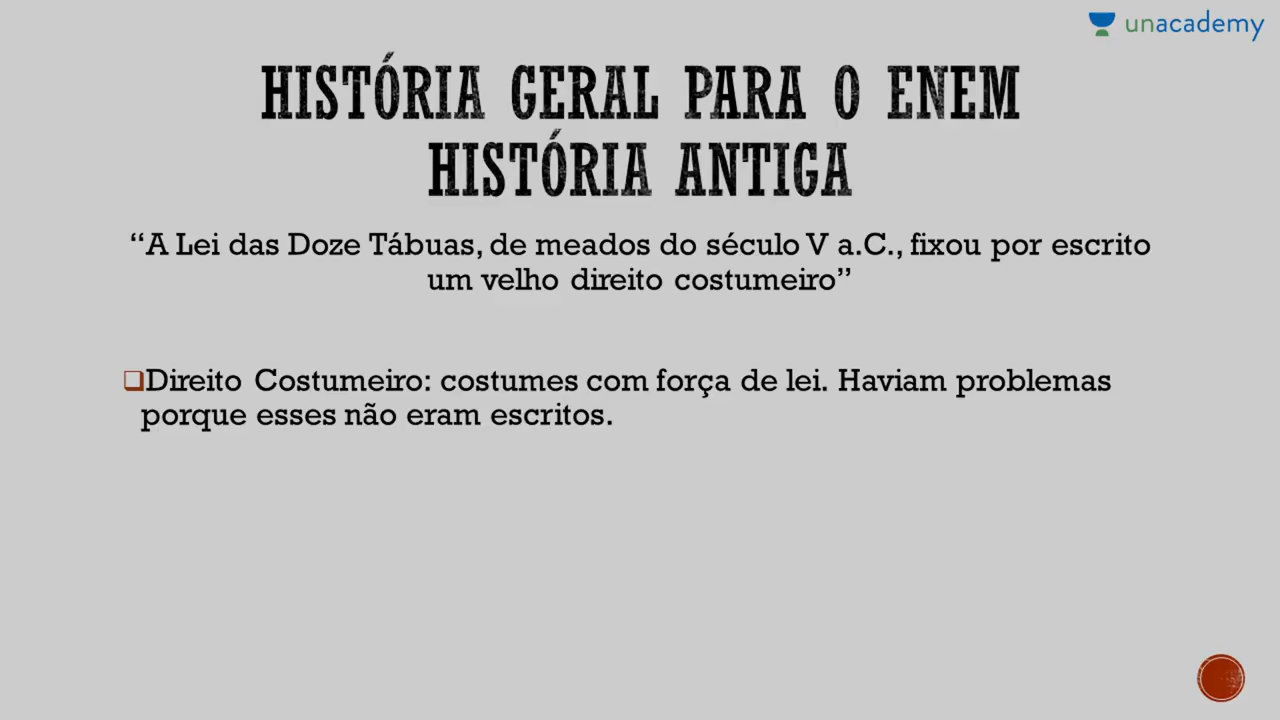 unacademy
HISTÓRIA GERAL PARA O ENEM
HISTÓRIA ANTIGA
“A Lei das Doze Tábuas, de meados do século V a.C., fixou por escrito
um velho direito costumeiro”
Direito Costumeiro: costumes com força de lei. Haviam problemas
porque esses não eram escritos.